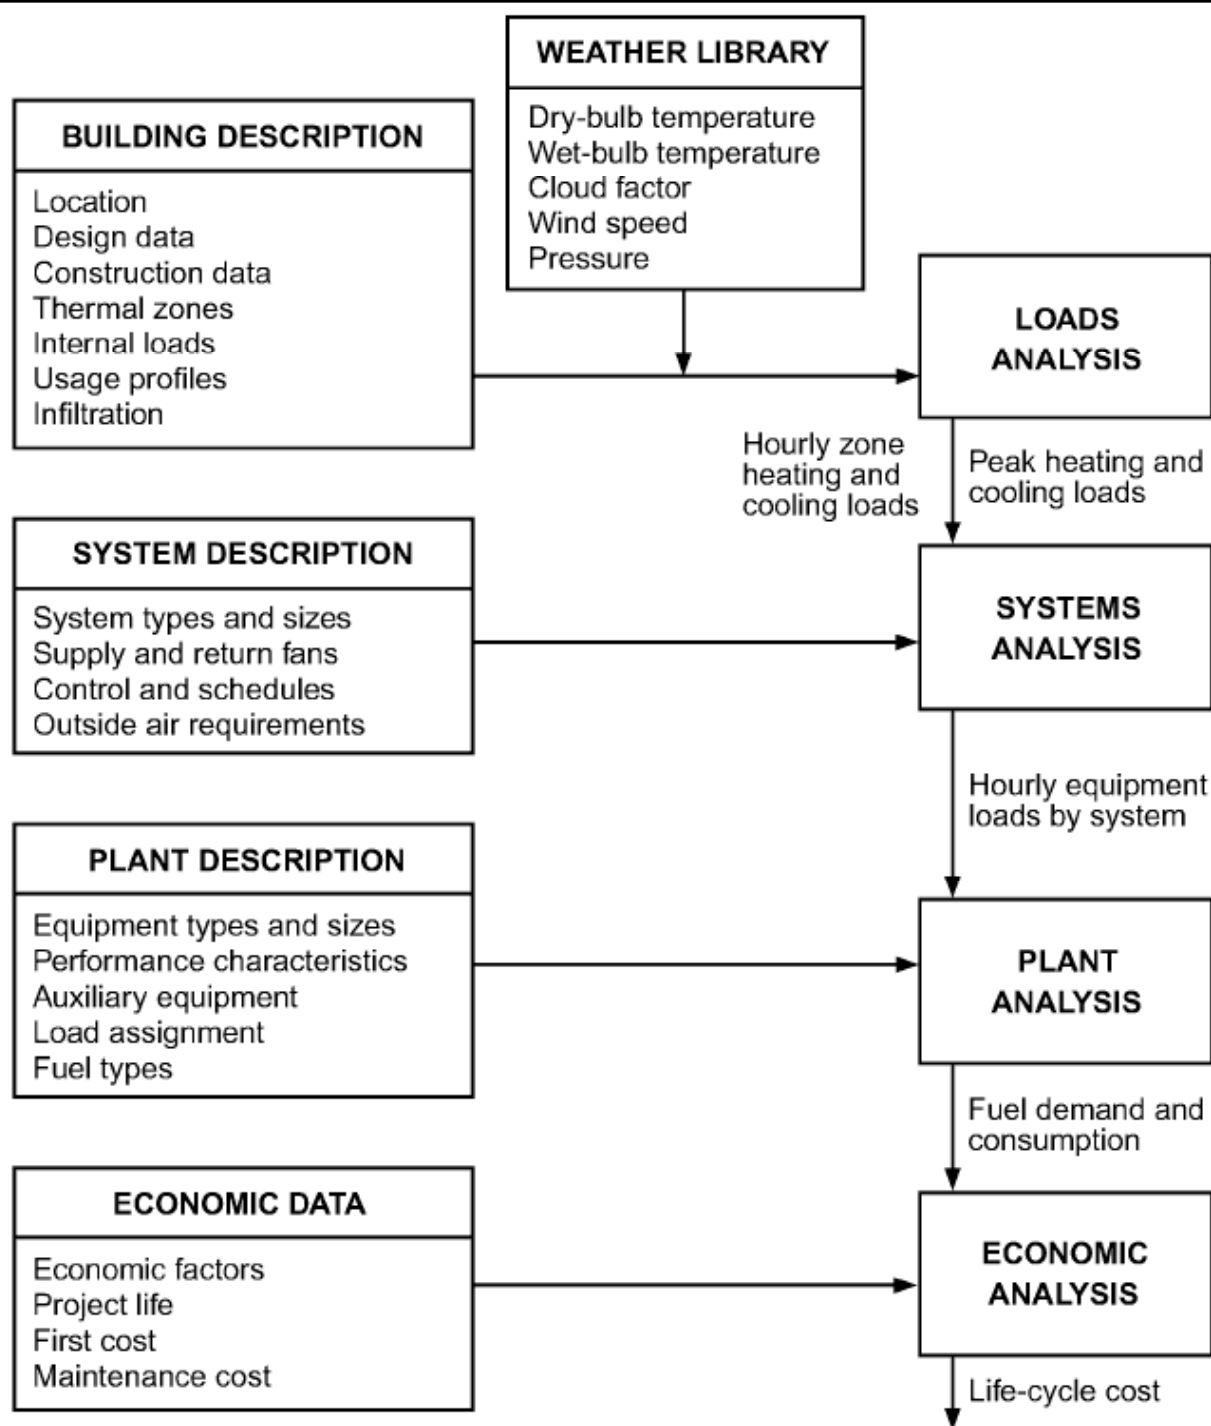 WEATHER LIBRARY
Dry-bulb temperature
Wet-bulb temperature
Cloud factor
Wind speed
Pressure
BUILDING DESCRIPTION
Location
Design data
Construction data
Thermal zones
Internal loads
Usage profiles
Infiltration
LOADS
ANALYSIS
Hourly zone
heating and
cooling loads
Peak heating and
cooling loads
SYSTEM DESCRIPTION
System types and sizes
Supply and return fans
Control and schedules
Outside air requirements
SYSTEMS
ANALYSIS
Hourly equipment
loads by system
PLANT DESCRIPTION
Equipment types and sizes
Performance characteristics
Auxiliary equipment
Load assignment
Fuel types
PLANT
ANALYSIS
Fuel demand and
consumption
ECONOMIC DATA
Economic factors
Project life
First cost
Maintenance cost
ECONOMIC
ANALYSIS
Life-cycle cost